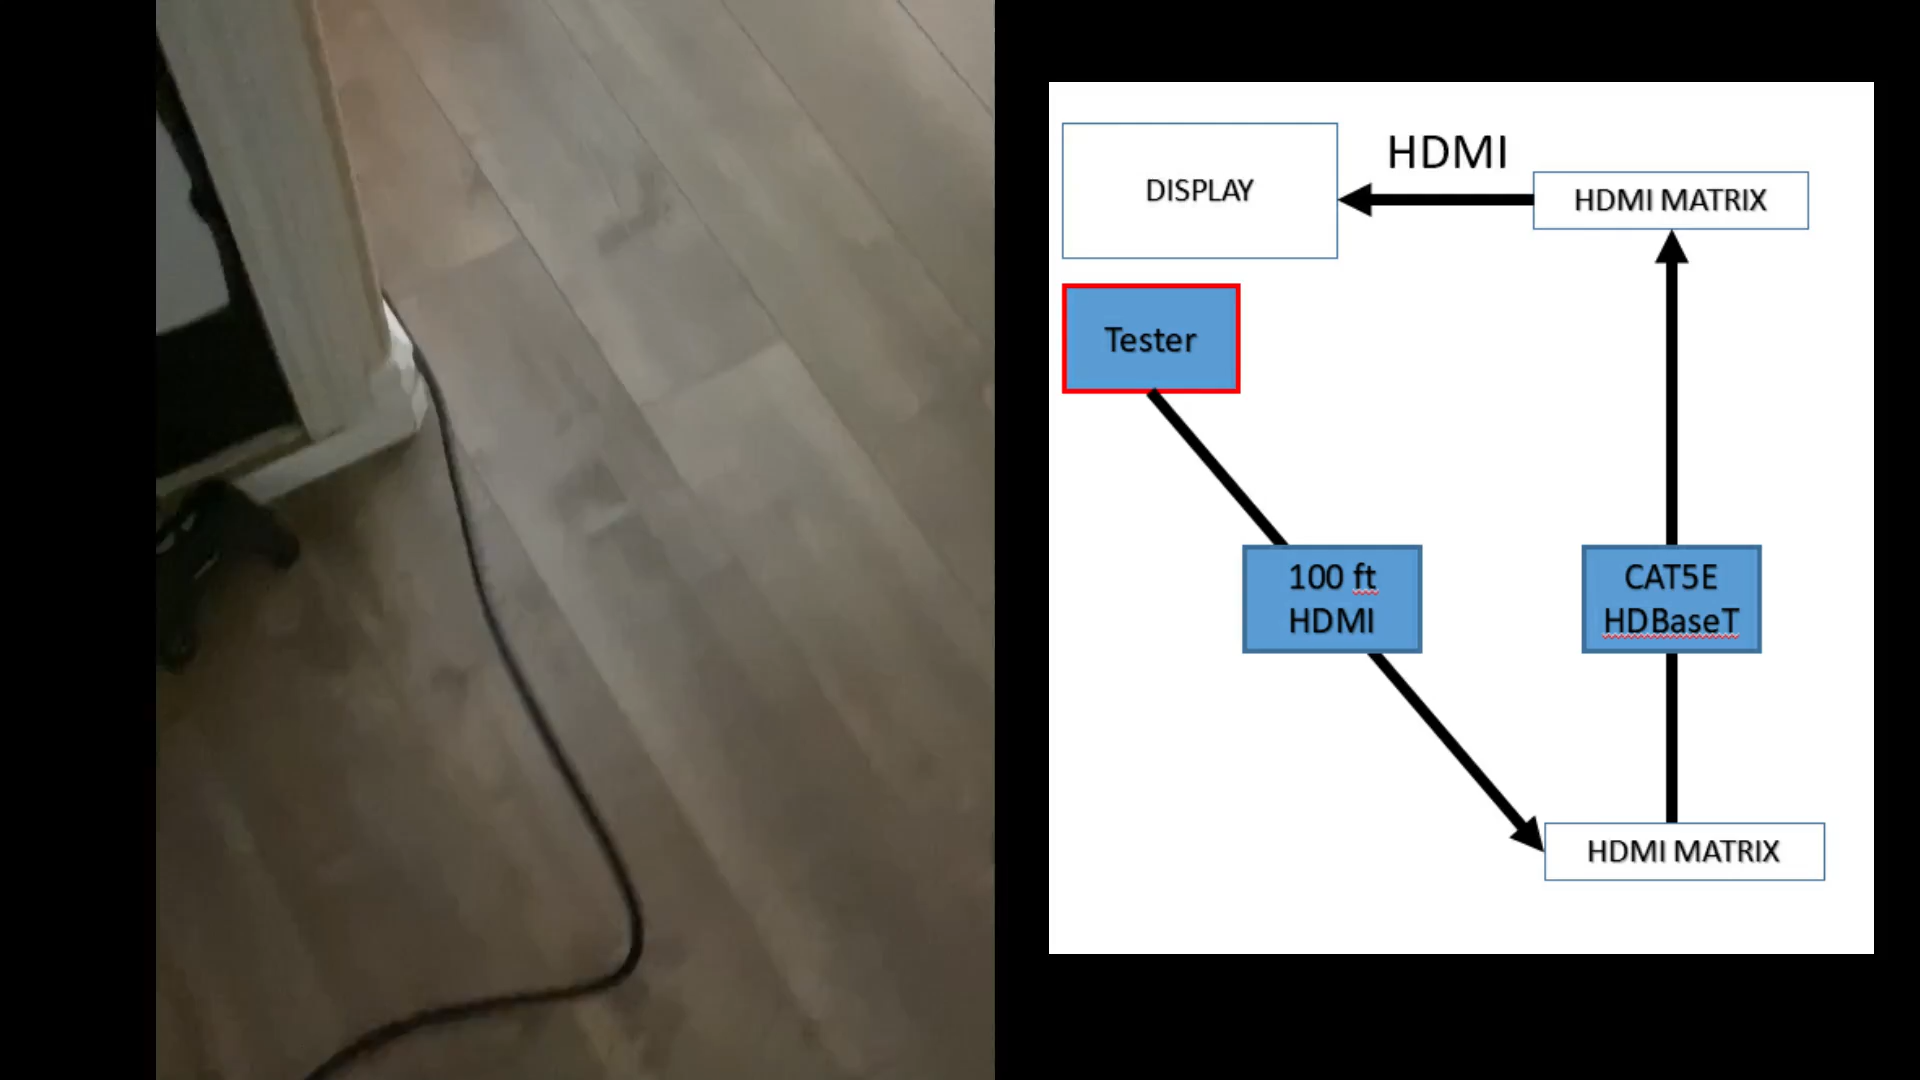 HDMI
DISPLAY
HDMI MATRIX
Tester
100 ft
HDMI
CAT5E
HDBaseT
HDMI MATRIX